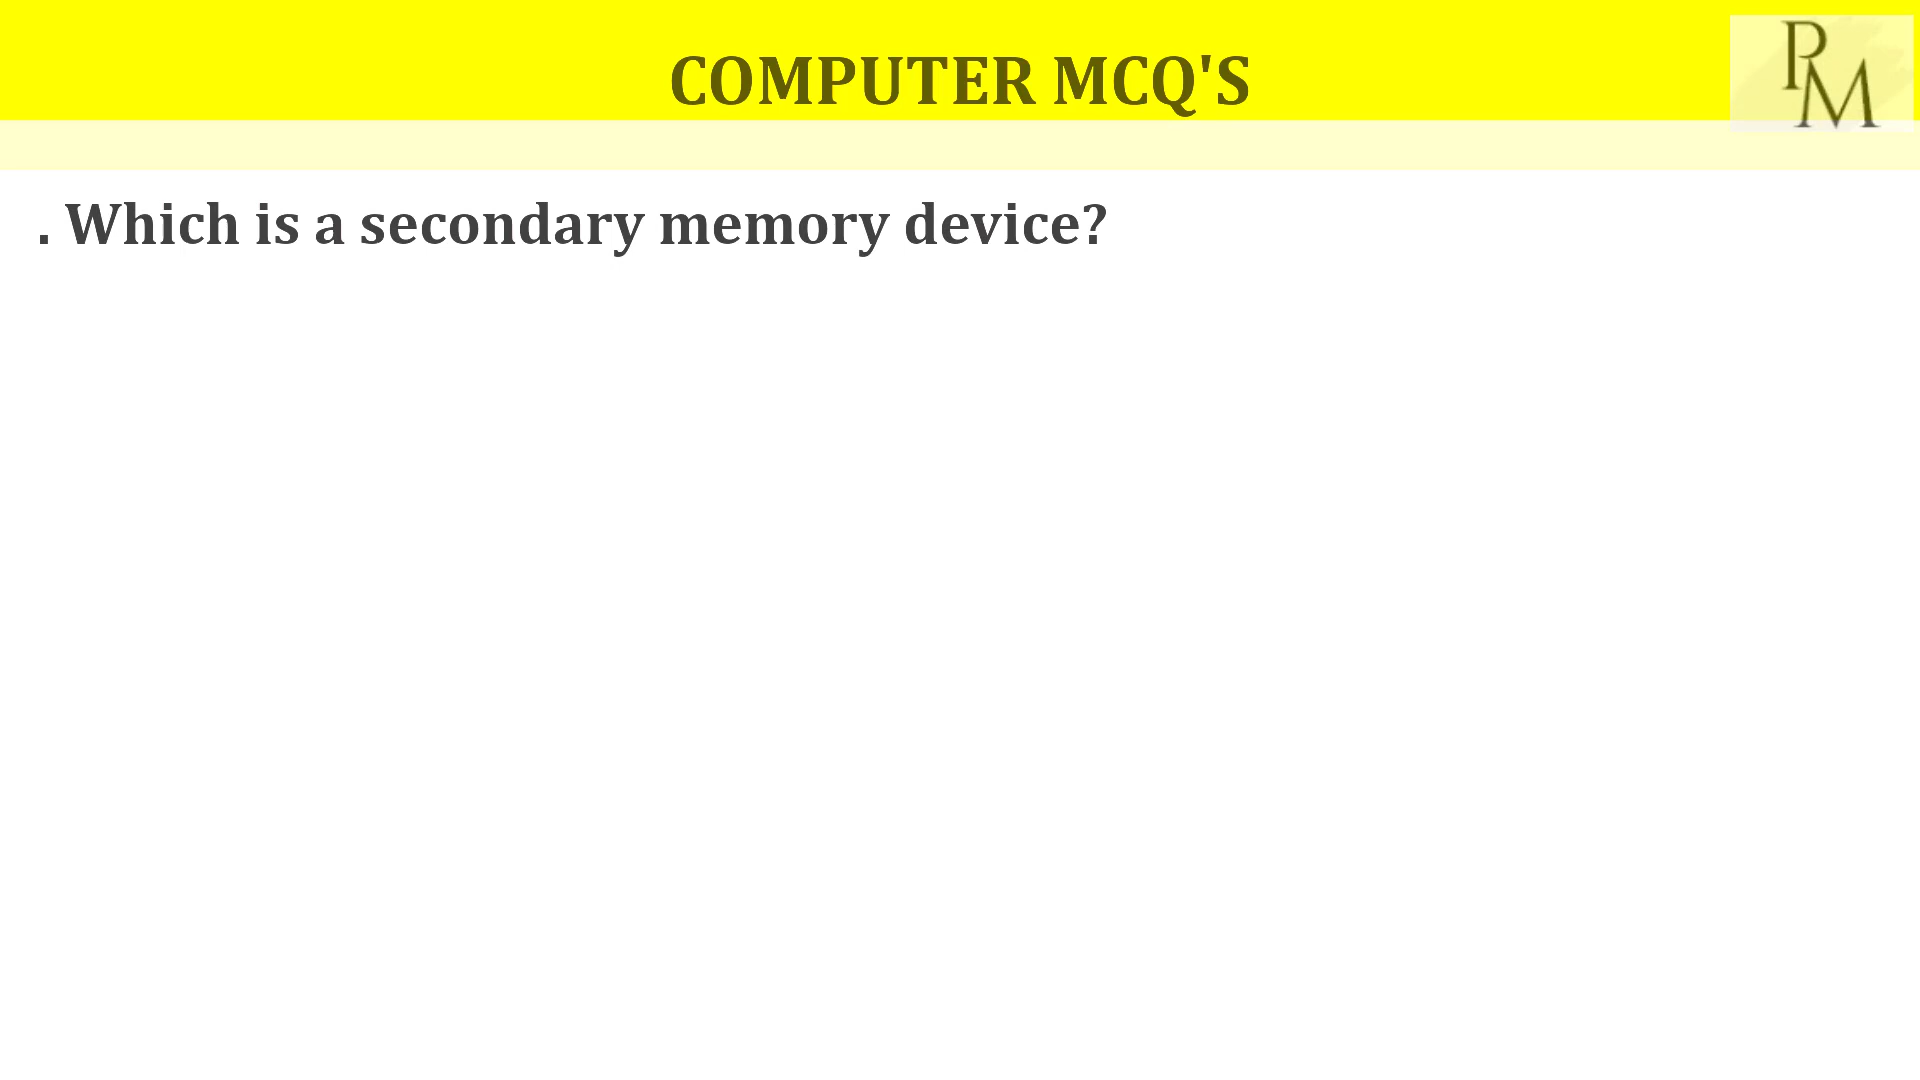 COMPUTER MCQ'S
PM
. Which is a secondary memory device?